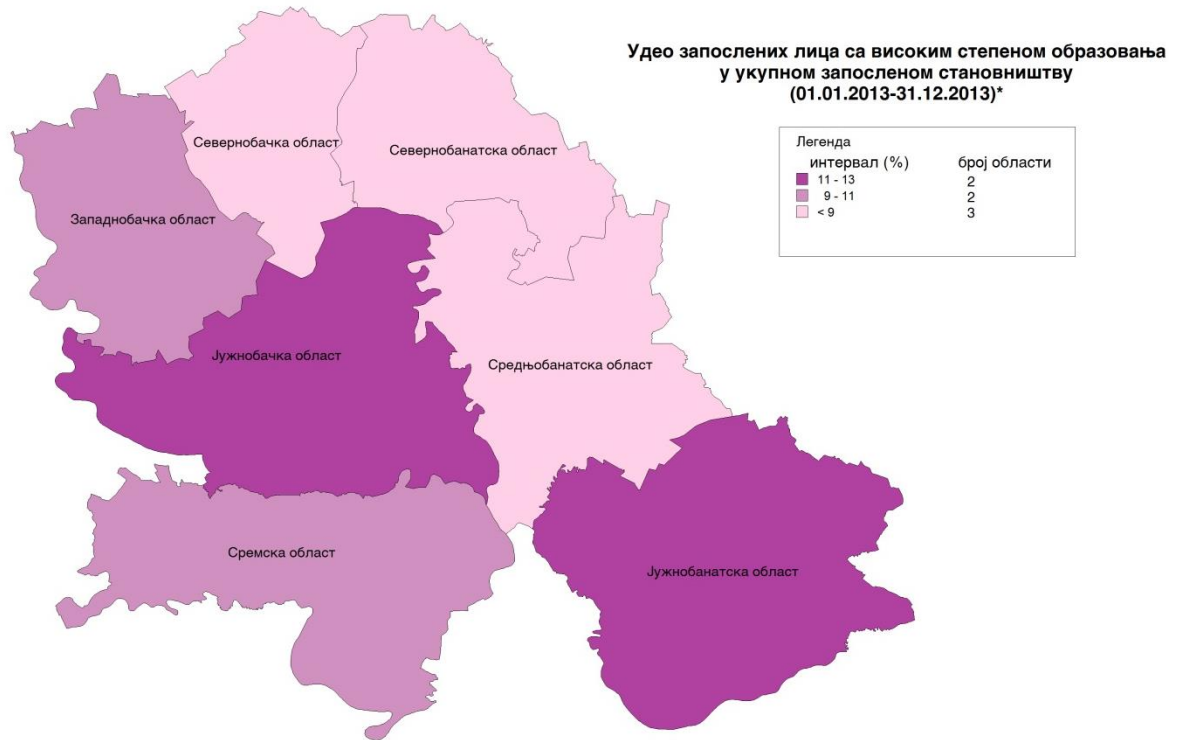 Удео запослених лица са високим степеном образовања
у укупном запосленом становништву
(01.01.2013-31.12.2013)*
Легенда
интервал (%) број области
11 - 13 2
9 - 11 2
< 9 3
Севернобачка област
Севернобанатска област
Западнобачка област
Јужнобачка област
Средњобанатска област
Сремска област
Јужнобанатска област